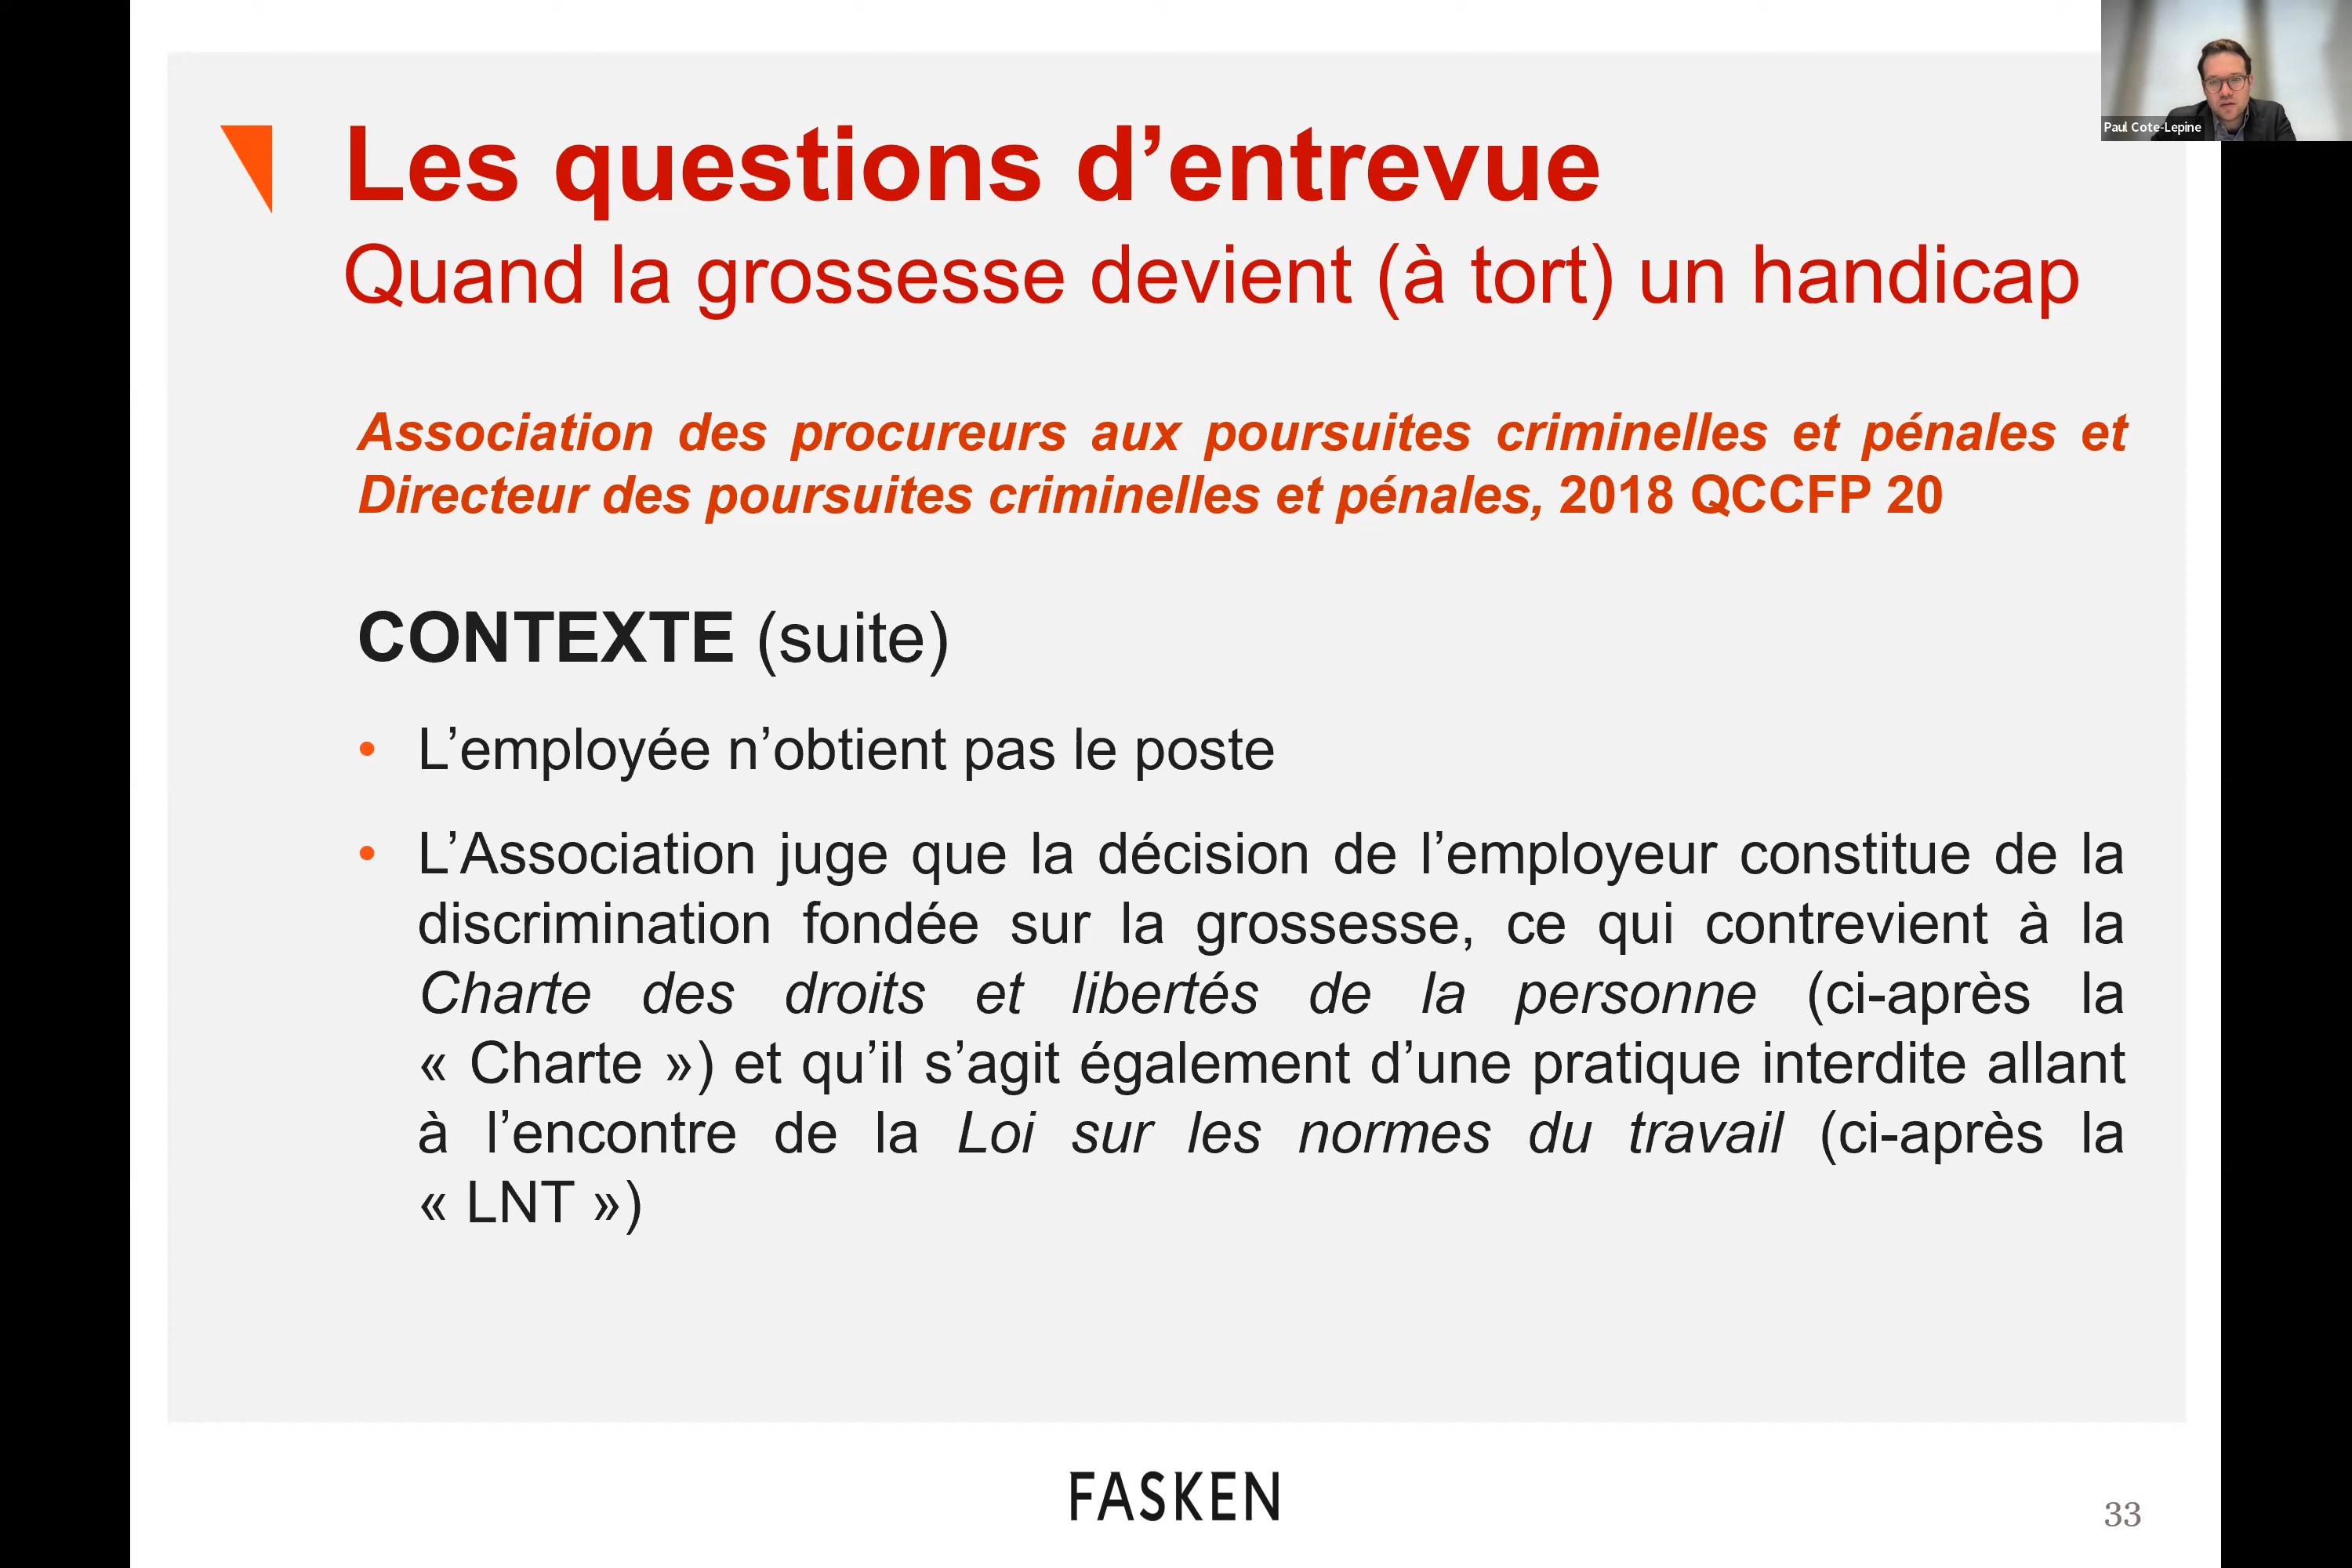 Paul Cote-Lepine
Les questions d’entrevue
Quand la grossesse devient (à tort) un handicap
Association des procureurs aux poursuites criminelles et pénales et
Directeur des poursuites criminelles et pénales, 2018 QCCFP 20
CONTEXTE (suite)
• L’employée n’obtient pas le poste
• L’Association juge que la décision de l’employeur constitue de la
discrimination fondée sur la grossesse, ce qui contrevient à la
Charte des droits et libertés de la personne (ci-après la
« Charte ») et qu’il s’agit également d’une pratique interdite allant
à l’encontre de la Loi sur les normes du travail (ci-après la
« LNT »)
FASKEN
33